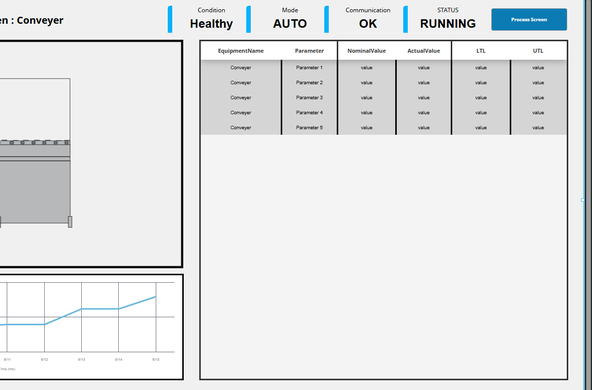 en : Conveyer
Condition
Healthy
Mode
AUTO
Communication
OK
STATUS
RUNNING
Process Screen
EquipmentName Parameter NominalValue ActualValue LTL UTL
Conveyer Parameter 1 value value value value
Conveyer Parameter 2 value value value value
Conveyer Parameter 3 value value value value
Conveyer Parameter 4 value value value value
Conveyer Parameter 5 value value value value
8/11 8/12 8/13 8/14 8/15